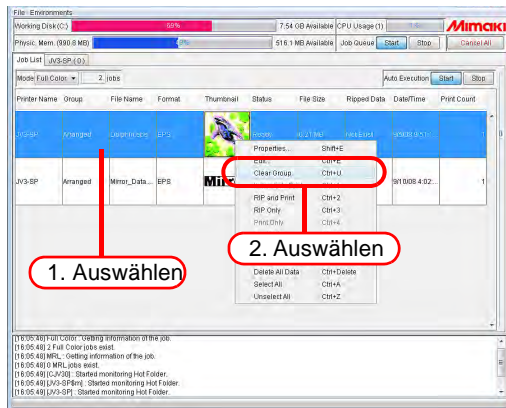 File Environments
Working Disk (C:) 59% 7.54 GB Available CPU Usage (1) Mimaki
Physic. Mem. (990.8 MB) 516.1 MB Available Job Queue Start Stop Cancel All
Job List JV3-SP ( 0 )
Mode Full Color 2 jobs Auto Execution Start Stop
Printer Name Group File Name Format Thumbnail Status File Size Ripped Data Date/Time Print Count
JV3-SP Arranged EPS 1
Properties... Shift+E
Edit... Ctrl+E
Clear Group. Ctrl+U
JV3-SP Arranged Mirror_Data... EPS 9/10/08 4:02... 1
RIP and Print Ctrl+2
RIP Only Ctrl+3
Print Only Ctrl+4
2. Auswählen
1. Auswählen
Delete All Data Ctrl+Delete
Select All Ctrl+A
Unselect All Ctrl+Z
[16:05:48] Full Color : Getting information of the job.
[16:05:48] 2 Full Color jobs exist.
[16:05:48] MRL : Getting information of the job.
[16:05:48] 0 MRL jobs exist.
[16:05:49] [CJV30] : Started monitoring Hot Folder.
[16:05:49] [JV3-SP$m] : Started monitoring Hot Folder.
[16:05:49] [JV3-SP] : Started monitoring Hot Folder.